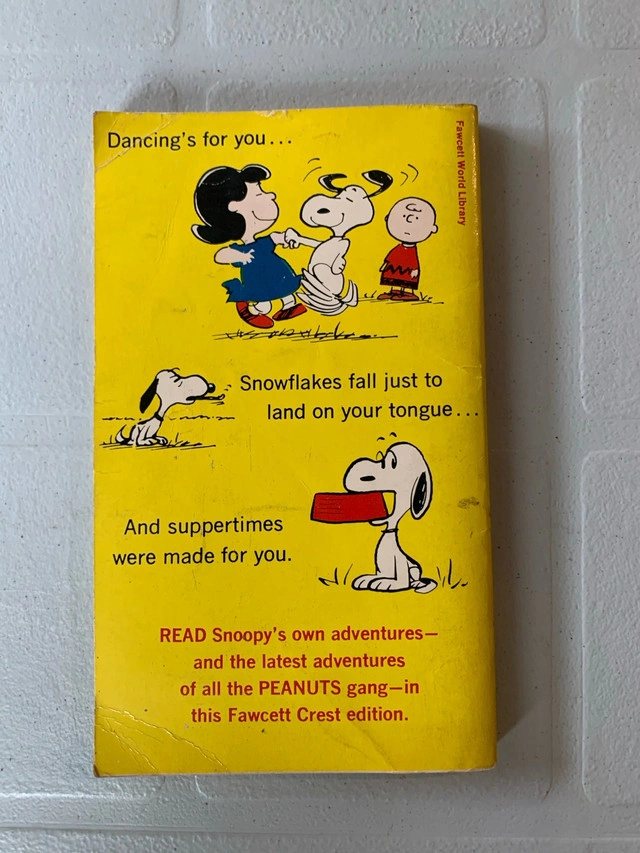 Dancing's for you...
Fawcett World Library
Snowflakes fall just to
land on your tongue...
And suppertimes
were made for you.
READ Snoopy's own adventures—
and the latest adventures
of all the PEANUTS gang—in
this Fawcett Crest edition.